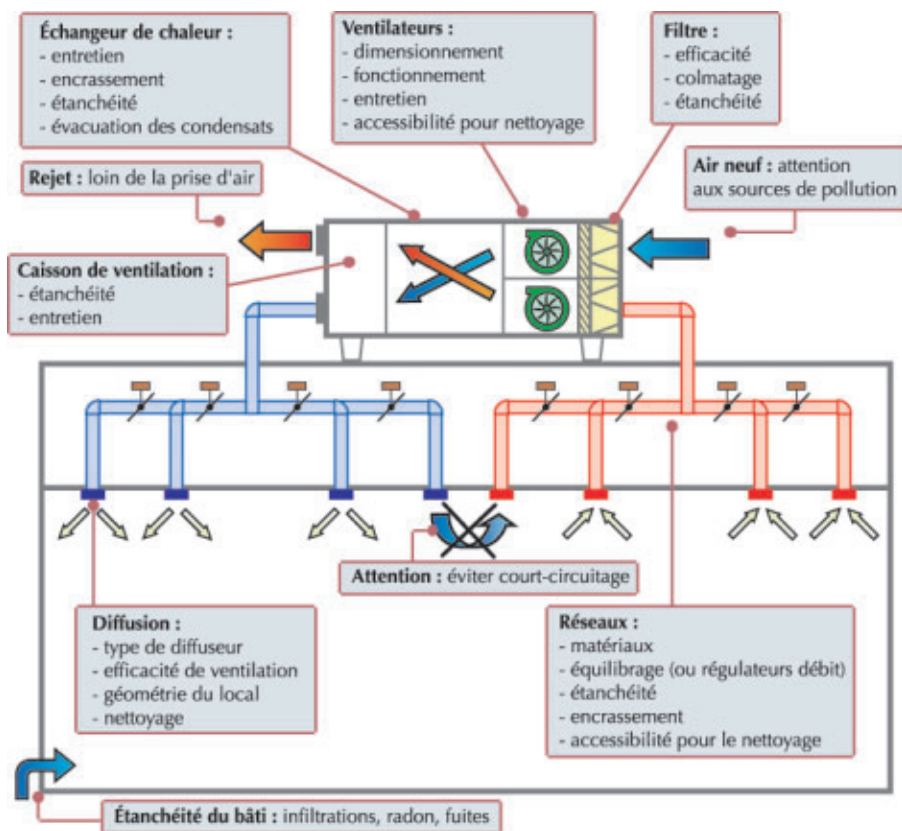 Échangeur de chaleur :
- entretien
- encrassement
- étanchéité
- évacuation des condensats
Ventilateurs :
- dimensionnement
- fonctionnement
- entretien
- accessibilité pour nettoyage
Filtre :
- efficacité
- colmatage
- étanchéité
Rejet : loin de la prise d'air
Air neuf : attention
aux sources de pollution
Caisson de ventilation :
- étanchéité
- entretien
Attention : éviter court-circuitage
Diffusion :
- type de diffuseur
- efficacité de ventilation
- géométrie du local
- nettoyage
Réseaux :
- matériaux
- équilibrage (ou régulateurs débit)
- étanchéité
- encrassement
- accessibilité pour le nettoyage
Étanchéité du bâti : infiltrations, radon, fuites